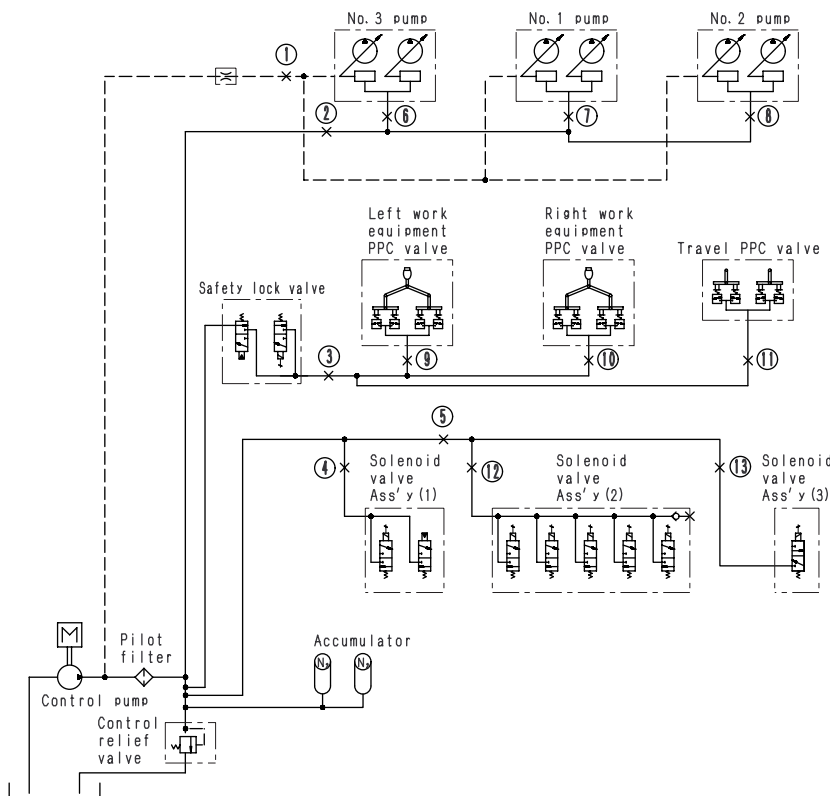 No. 3 pump
No. 1 pump
No. 2 pump
1
2
6
7
8
Left work
equipment
PPC valve
Right work
equipment
PPC valve
Travel PPC valve
Safety lock valve
3
9
10
11
5
4
Solenoid
valve
Ass'y (1)
12
Solenoid
valve
Ass'y (2)
13
Solenoid
valve
Ass'y (3)
M
Pilot
filter
Accumulator
N₂
N₂
Control pump
Control
relief
valve